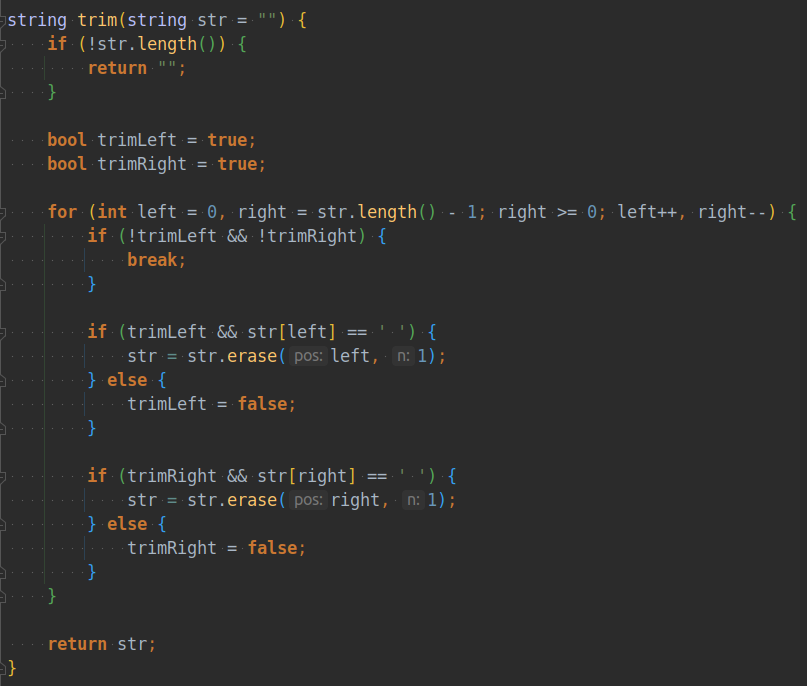 string trim(string str = "") {
    if (!str.length()) {
        return "";
    }

    bool trimLeft = true;
    bool trimRight = true;

    for (int left = 0, right = str.length() - 1; right >= 0; left++, right--) {
        if (!trimLeft && !trimRight) {
            break;
        }

        if (trimLeft && str[left] == ' ') {
            str = str.erase( pos: left, n: 1);
        } else {
            trimLeft = false;
        }

        if (trimRight && str[right] == ' ') {
            str = str.erase( pos: right, n: 1);
        } else {
            trimRight = false;
        }
    }

    return str;
}